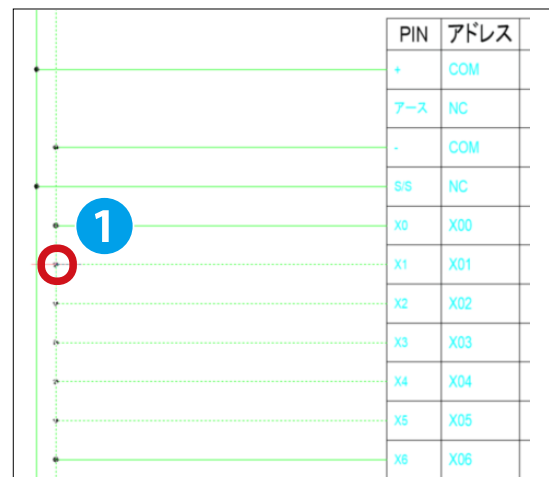 PIN アドレス
+ COM
アース NC
- COM
S/S NC
1
X0 X00
X1 X01
X2 X02
X3 X03
X4 X04
X5 X05
X6 X06